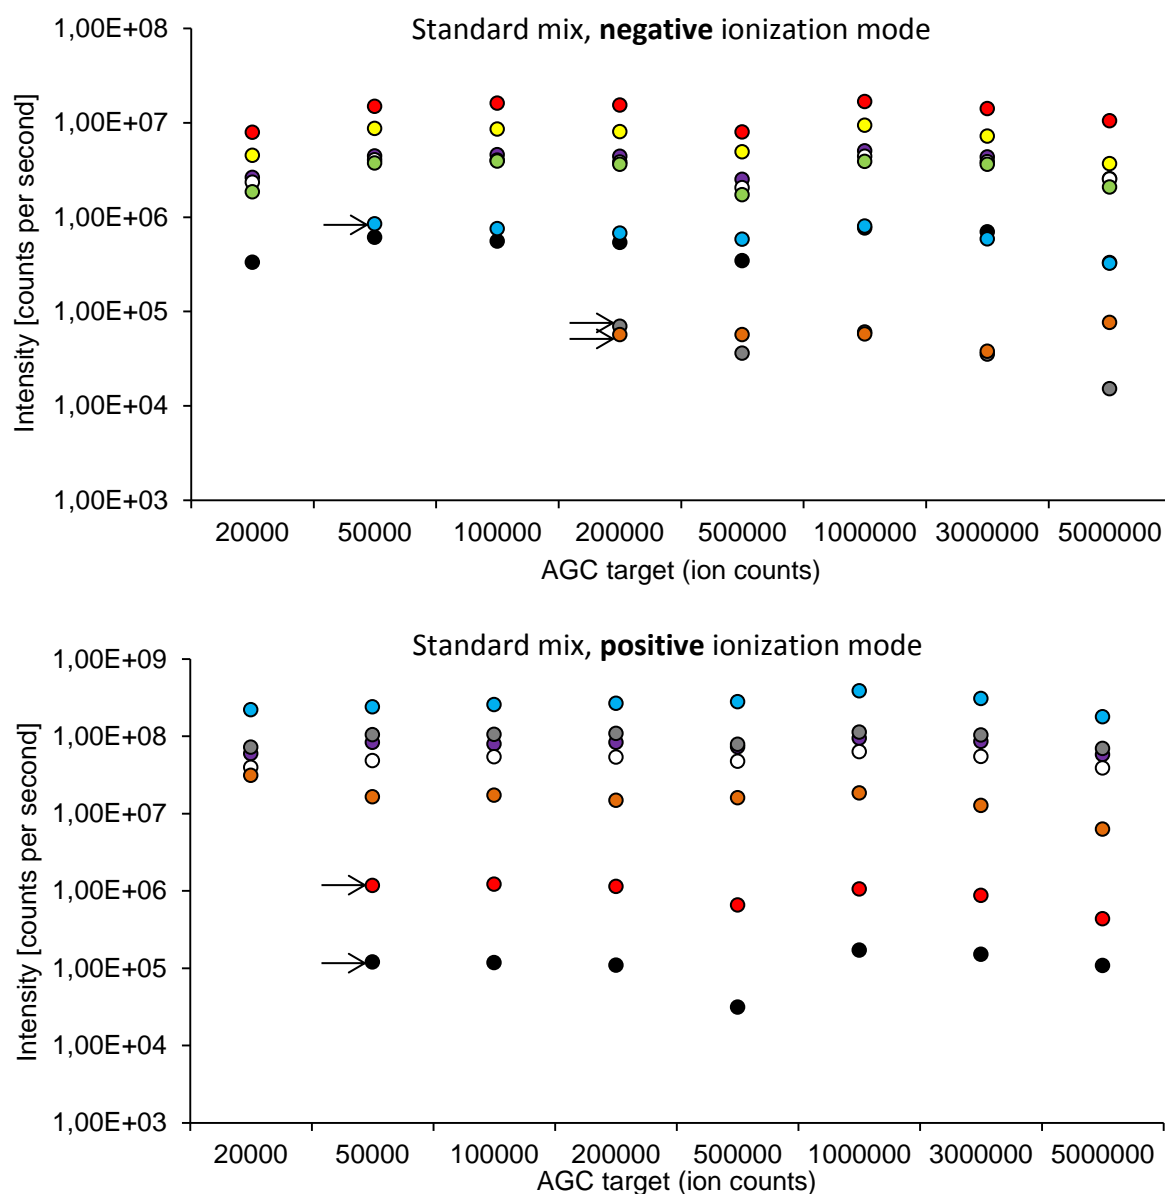 Standard mix, negative ionization mode
Intensity [counts per second]
1,00E+08
1,00E+07
1,00E+06
1,00E+05
1,00E+04
1,00E+03
20000 50000 100000 200000 500000 1000000 3000000 5000000
AGC target (ion counts)
Standard mix, positive ionization mode
Intensity [counts per second]
1,00E+09
1,00E+08
1,00E+07
1,00E+06
1,00E+05
1,00E+04
1,00E+03
20000 50000 100000 200000 500000 1000000 3000000 5000000
AGC target (ion counts)